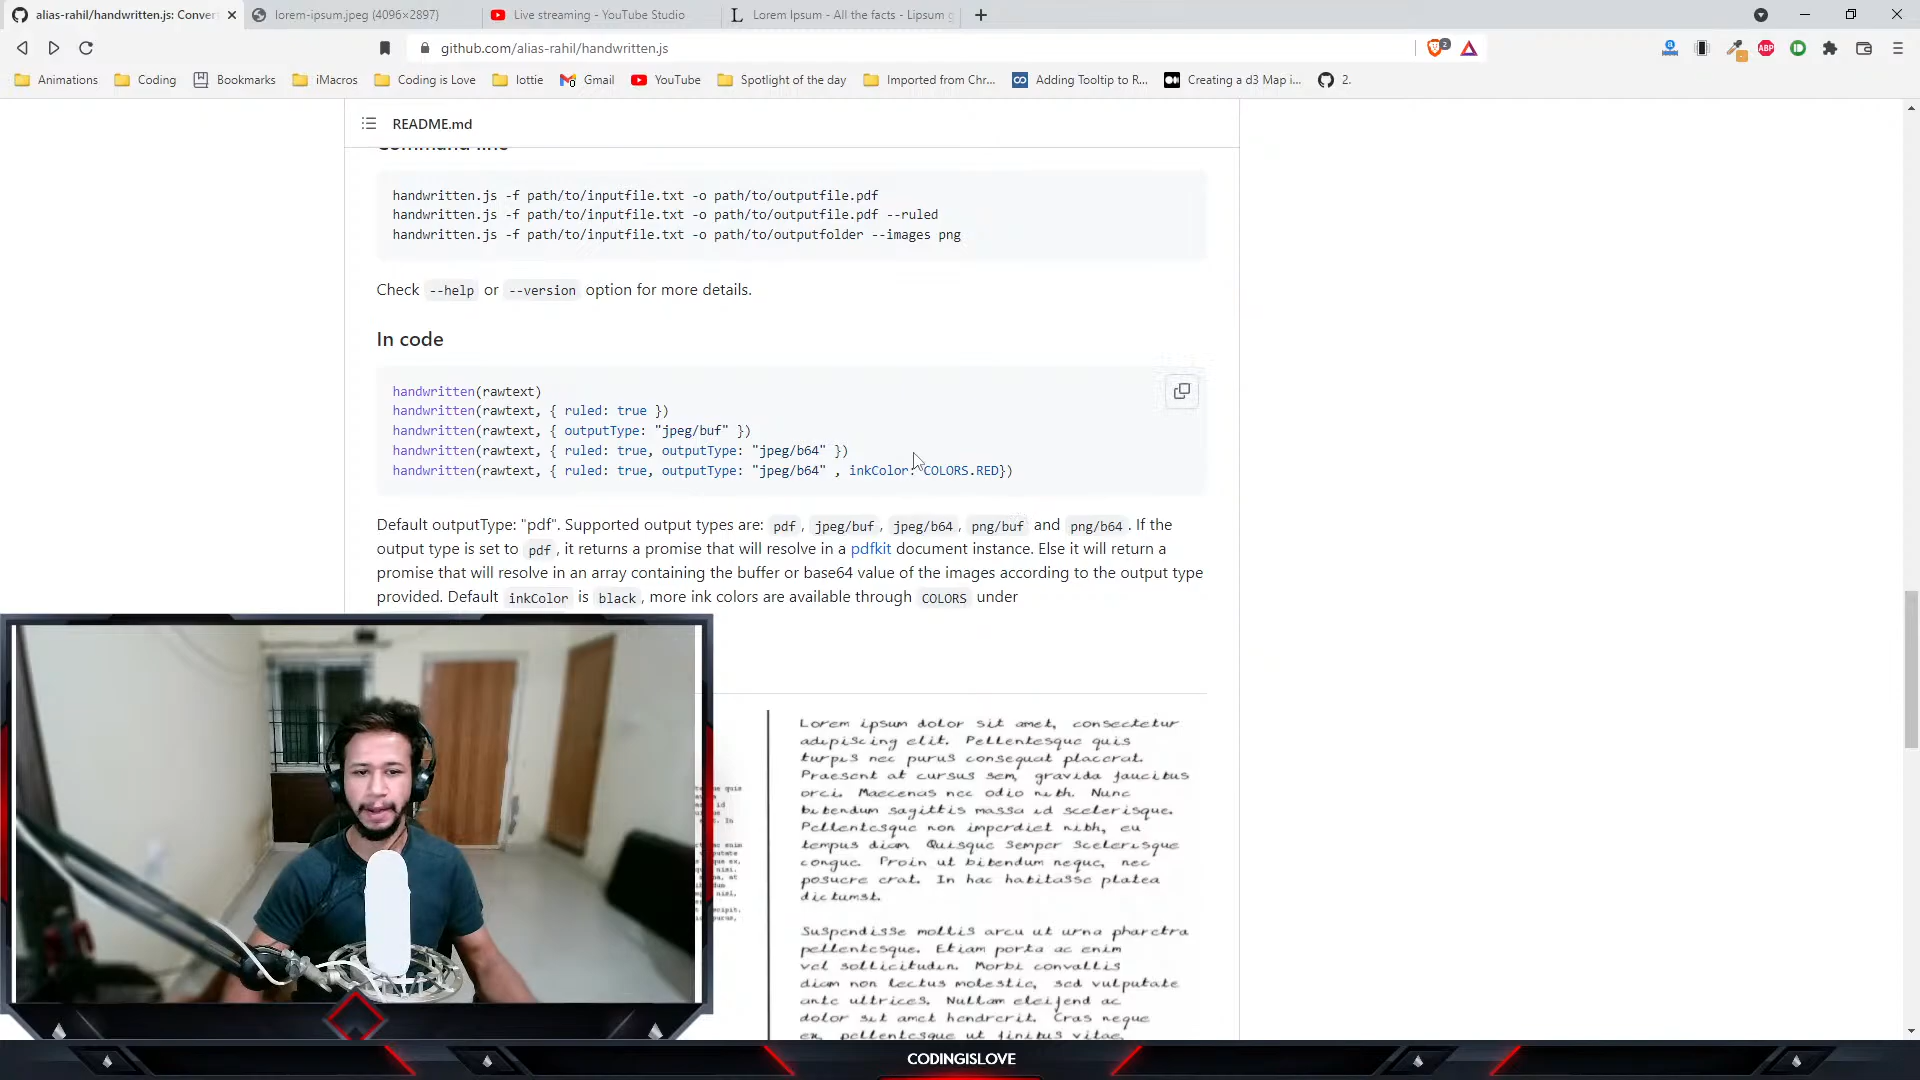 alias-rahil/handwritten.js: Conver
lorem-ipsum.jpeg (4096×2897)
Live streaming - YouTube Studio
Lorem Ipsum - All the facts - Lipsum g
github.com/alias-rahil/handwritten.js
2
ABP
Animations
Coding
Bookmarks
iMacros
Coding is Love
lottie
Gmail
YouTube
Spotlight of the day
Imported from Chr...
Adding Tooltip to R...
Creating a d3 Map i...
2.
README.md
Command line
handwritten.js -f path/to/inputfile.txt -o path/to/outputfile.pdf
handwritten.js -f path/to/inputfile.txt -o path/to/outputfile.pdf --ruled
handwritten.js -f path/to/inputfile.txt -o path/to/outputfolder --images png
Check --help or --version option for more details.
In code
handwritten(rawtext)
handwritten(rawtext, { ruled: true })
handwritten(rawtext, { outputType: "jpeg/buf" })
handwritten(rawtext, { ruled: true, outputType: "jpeg/b64" })
handwritten(rawtext, { ruled: true, outputType: "jpeg/b64" , inkColor: COLORS.RED})
Default outputType: "pdf". Supported output types are: pdf, jpeg/buf, jpeg/b64, png/buf and png/b64. If the
output type is set to pdf, it returns a promise that will resolve in a pdfkit document instance. Else it will return a
promise that will resolve in an array containing the buffer or base64 value of the images according to the output type
provided. Default inkColor is black, more ink colors are available through COLORS under
Lorem ipsum dolor sit amet, consectetur
adipiscing elit. Pellentesque quis
turpis nec purus consequat placerat.
Praesent at cursus sem, gravida faucibus
orci. Maecenas nec odio nibh. Nunc
bibendum sagittis massa id scelerisque.
Pellentesque non imperdiet nibh, eu
tempus diam. Quisque semper scelerisque
congue. Proin ut bibendum neque, nec
posuere erat. In hac habitasse platea
dictumst.
Suspendisse mollis arcu ut urna pharetra
pellentesque. Etiam porta ac enim
vel sollicitudin. Morbi convallis
diam non lectus molestie, sed vulputate
ante ultrices. Nullam eleifend ac
dolor sit amet hendrerit. Cras neque
ex, pellentesque ut finibus vitae,
CODINGISLOVE